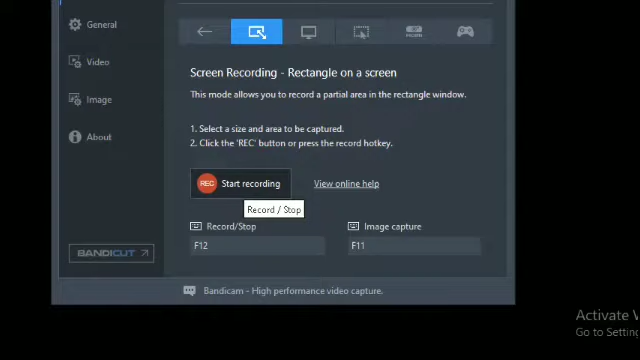 General
Video
Image
About
Screen Recording - Rectangle on a screen
This mode allows you to record a partial area in the rectangle window.
1. Select a size and area to be captured.
2. Click the 'REC' button or press the record hotkey.
REC Start recording
View online help
Record / Stop
Record/Stop
Image capture
F12
F11
BANDICUT
Bandicam - High performance video capture.
Activate
Go to Setting